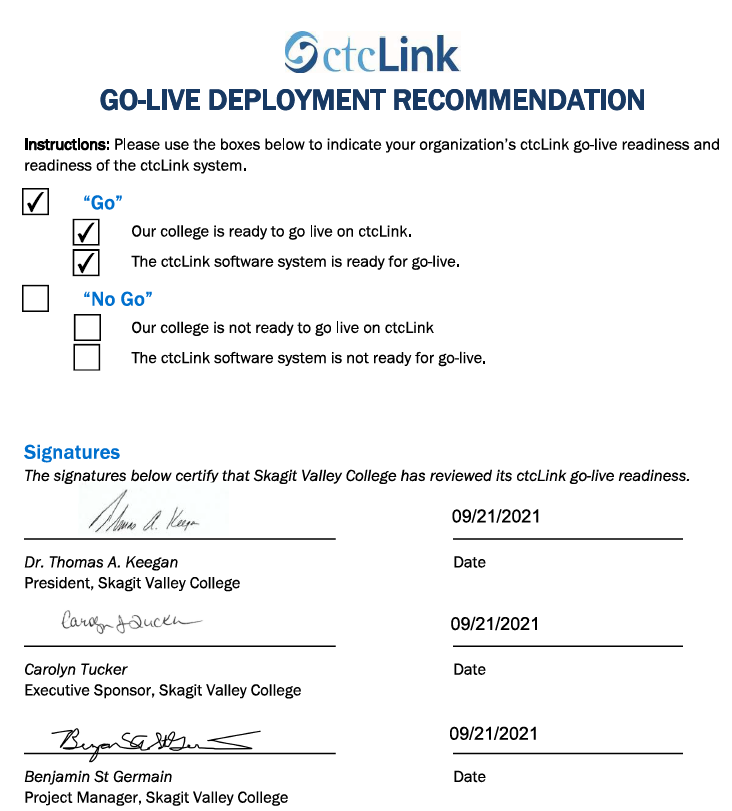 ctcLink
GO-LIVE DEPLOYMENT RECOMMENDATION
Instructions: Please use the boxes below to indicate your organization's ctcLink go-live readiness and
readiness of the ctcLink system.
✓ “Go”
✓ Our college is ready to go live on ctcLink.
✓ The ctcLink software system is ready for go-live.
“No Go”
Our college is not ready to go live on ctcLink
The ctcLink software system is not ready for go-live.
Signatures
The signatures below certify that Skagit Valley College has reviewed its ctcLink go-live readiness.
Thomas A. Keegan 09/21/2021
Dr. Thomas A. Keegan Date
President, Skagit Valley College
Carolyn J Tucker 09/21/2021
Carolyn Tucker Date
Executive Sponsor, Skagit Valley College
09/21/2021
Benjamin St Germain Date
Project Manager, Skagit Valley College